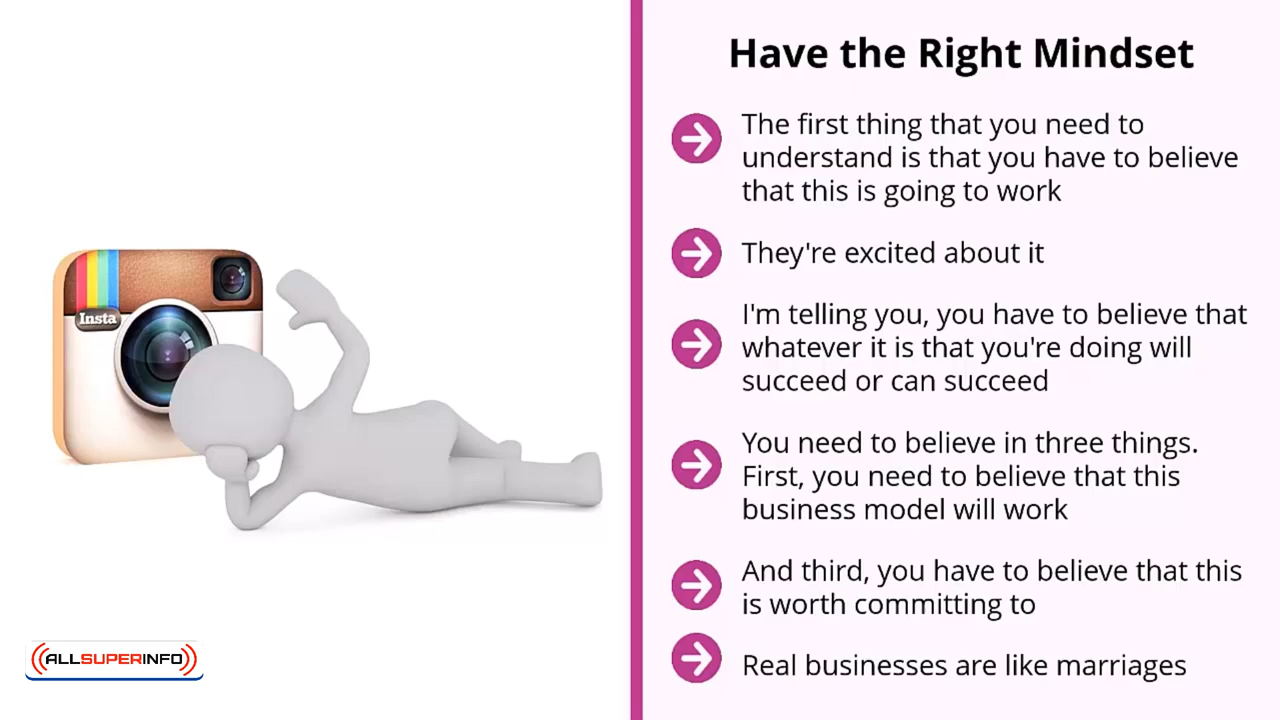 Have the Right Mindset
The first thing that you need to
understand is that you have to believe
that this is going to work
They're excited about it
I'm telling you, you have to believe that
whatever it is that you're doing will
succeed or can succeed
You need to believe in three things.
First, you need to believe that this
business model will work
And third, you have to believe that this
is worth committing to
Real businesses are like marriages
Insta
ALLSUPERINFO